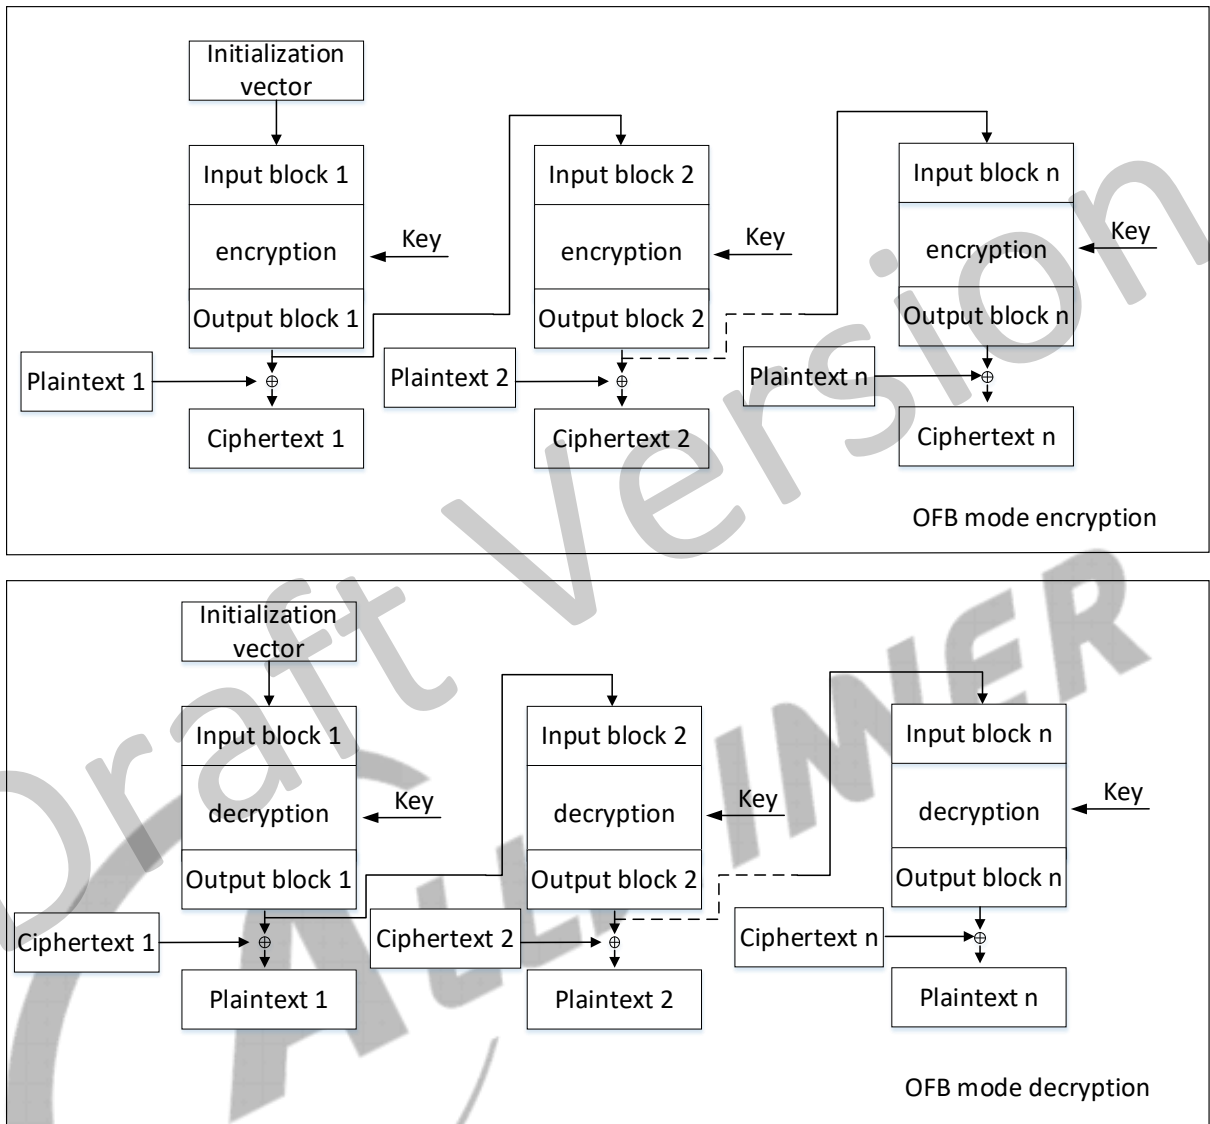 Initialization
vector
Input block 1
Input block 2
Input block n
encryption
Key
encryption
Key
encryption
Key
Output block 1
Output block 2
Output block n
Plaintext 1
Plaintext 2
Plaintext n
Ciphertext 1
Ciphertext 2
Ciphertext n
OFB mode encryption
Initialization
vector
Input block 1
Input block 2
Input block n
decryption
Key
decryption
Key
decryption
Key
Output block 1
Output block 2
Output block n
Ciphertext 1
Ciphertext 2
Ciphertext n
Plaintext 1
Plaintext 2
Plaintext n
OFB mode decryption
Draft Version
ALLWINNER